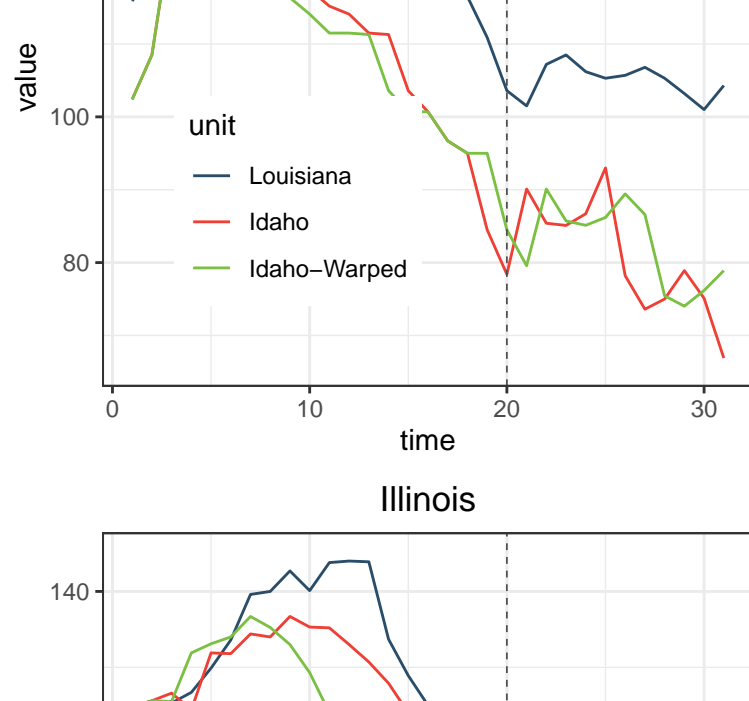 value
100
80
unit
Louisiana
Idaho
Idaho−Warped
0 10 20 30
time
Illinois
140